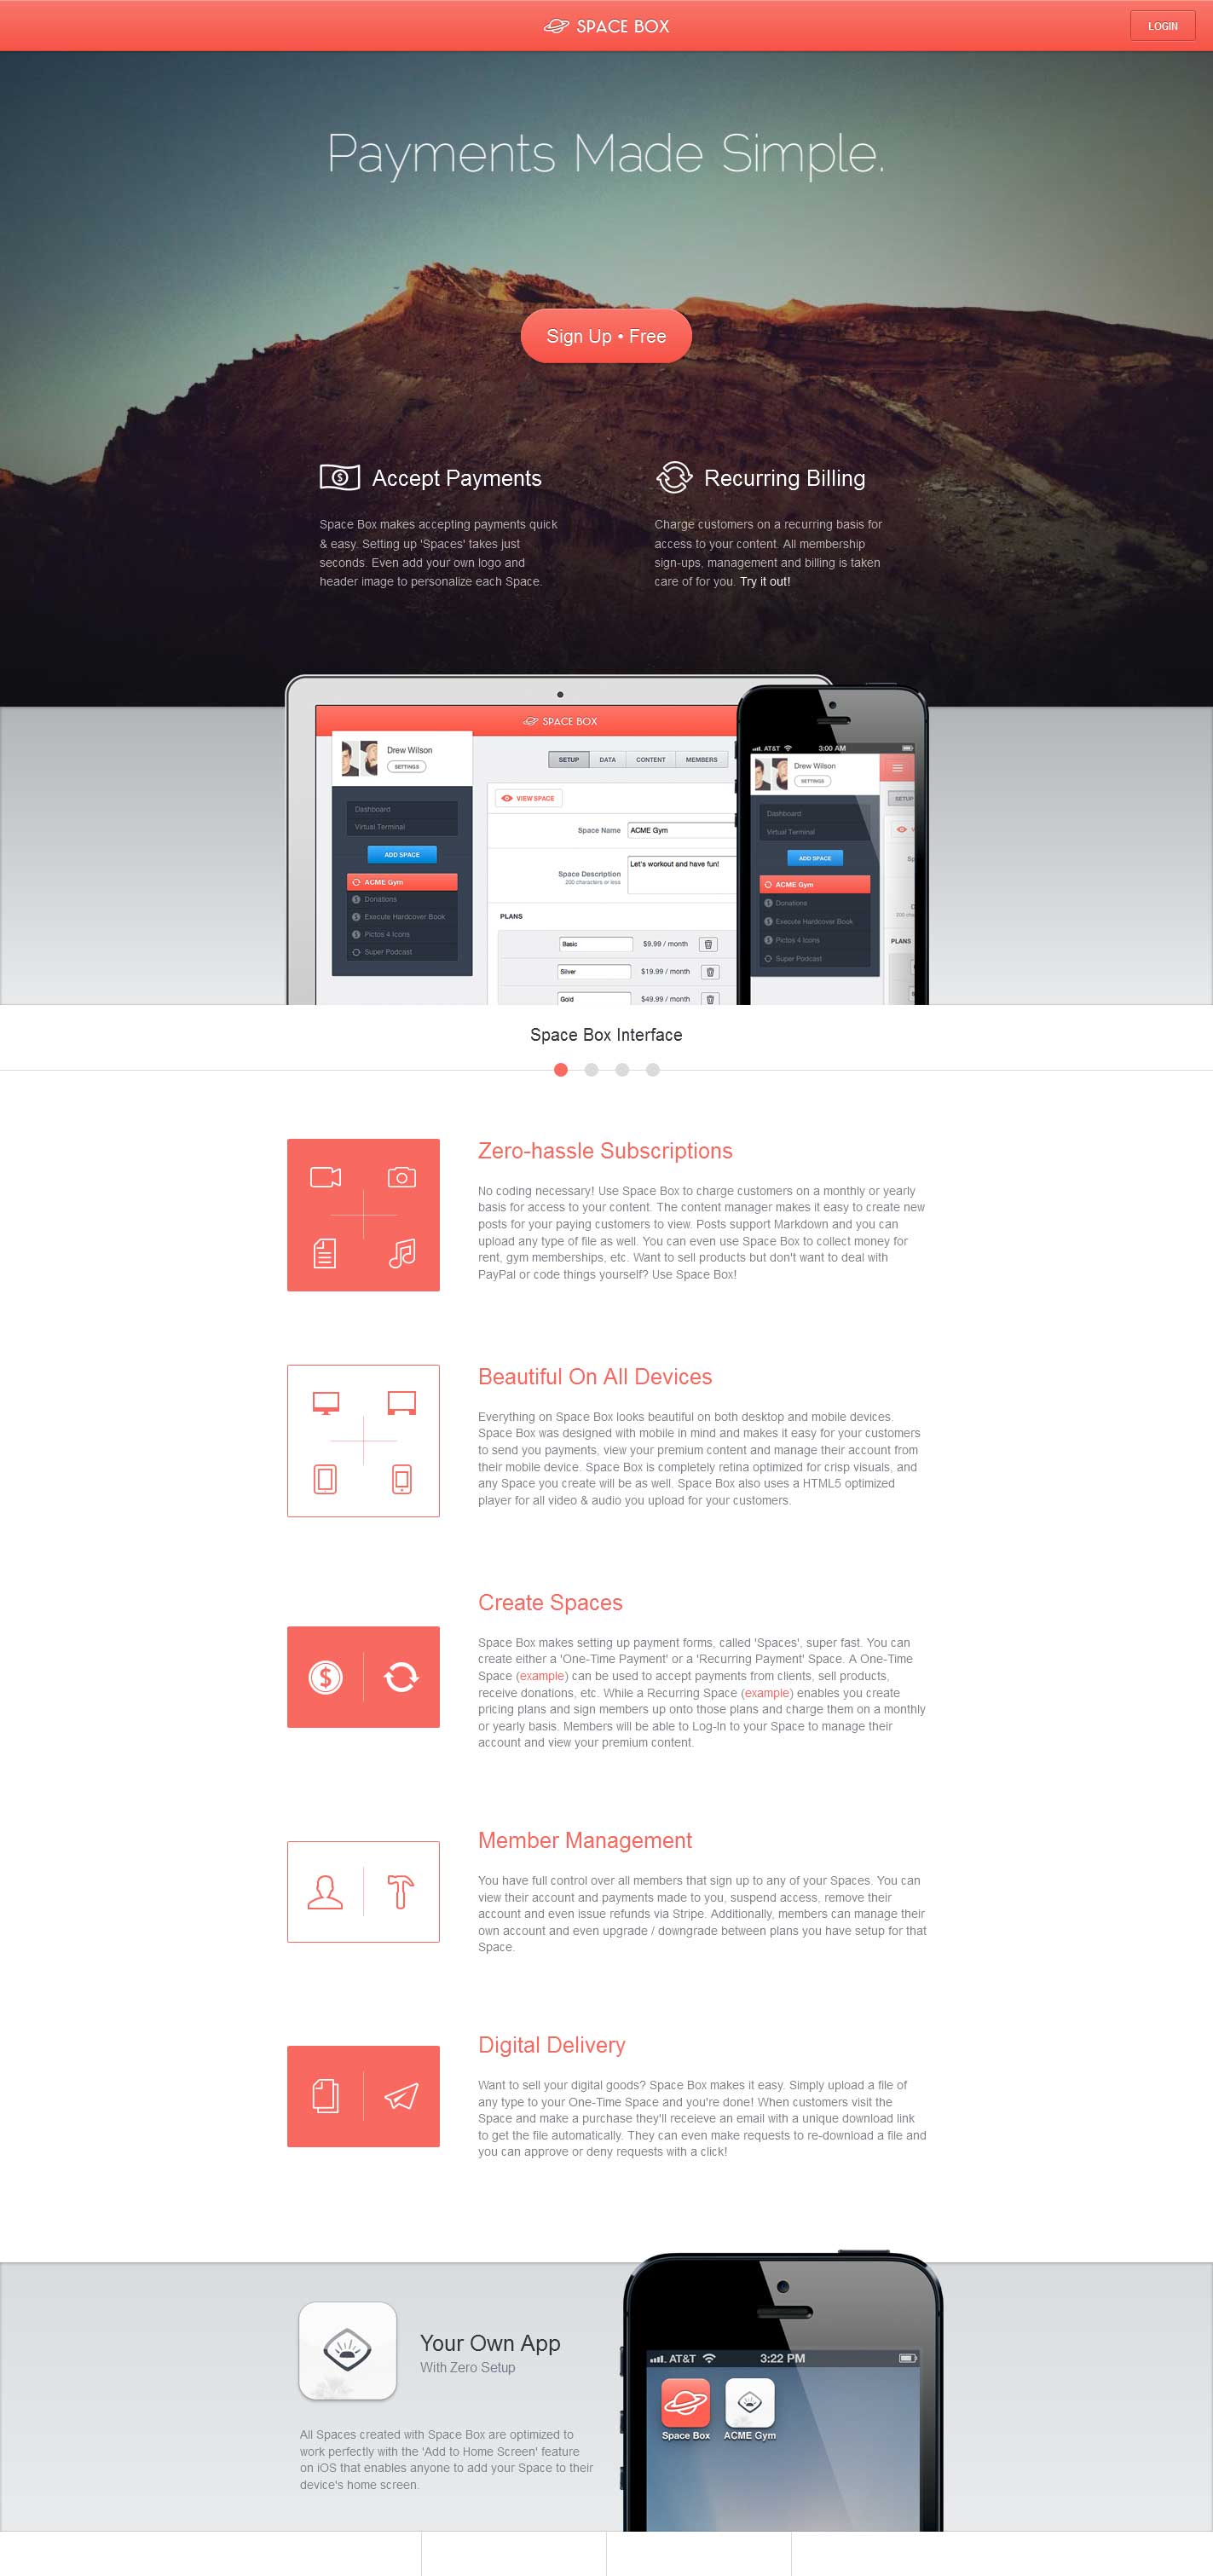 SPACE BOX
LOGIN
Payments Made Simple.
Sign Up • Free
Accept Payments
Space Box makes accepting payments quick
& easy. Setting up 'Spaces' takes just
seconds. Even add your own logo and
header image to personalize each Space.
Recurring Billing
Charge customers on a recurring basis for
access to your content. All membership
sign-ups, management and billing is taken
care of for you. Try it out!
SPACE BOX
Drew Wilson
SETTINGS
Dashboard
Virtual Terminal
ADD SPACE
ACME Gym
Donations
Execute Hardcover Book
Pictos 4 Icons
Super Podcast
SETUP DATA CONTENT MEMBERS
VIEW SPACE
Space Name ACME Gym
Space Description Let's workout and have fun!
200 characters or less
PLANS
Basic $9.99 / month
Silver $19.99 / month
Gold $49.99 / month
AT&T 3:00 AM
Drew Wilson
SETTINGS
Dashboard
Virtual Terminal
ADD SPACE
ACME Gym
Donations
Execute Hardcover Book
Pictos 4 Icons
Super Podcast
SETUP
PLANS
Space Box Interface
Zero-hassle Subscriptions
No coding necessary! Use Space Box to charge customers on a monthly or yearly
basis for access to your content. The content manager makes it easy to create new
posts for your paying customers to view. Posts support Markdown and you can
upload any type of file as well. You can even use Space Box to collect money for
rent, gym memberships, etc. Want to sell products but don't want to deal with
PayPal or code things yourself? Use Space Box!
Beautiful On All Devices
Everything on Space Box looks beautiful on both desktop and mobile devices.
Space Box was designed with mobile in mind and makes it easy for your customers
to send you payments, view your premium content and manage their account from
their mobile device. Space Box is completely retina optimized for crisp visuals, and
any Space you create will be as well. Space Box also uses a HTML5 optimized
player for all video & audio you upload for your customers.
Create Spaces
Space Box makes setting up payment forms, called 'Spaces', super fast. You can
create either a 'One-Time Payment' or a 'Recurring Payment' Space. A One-Time
Space (example) can be used to accept payments from clients, sell products,
receive donations, etc. While a Recurring Space (example) enables you create
pricing plans and sign members up onto those plans and charge them on a monthly
or yearly basis. Members will be able to Log-In to your Space to manage their
account and view your premium content.
Member Management
You have full control over all members that sign up to any of your Spaces. You can
view their account and payments made to you, suspend access, remove their
account and even issue refunds via Stripe. Additionally, members can manage their
own account and even upgrade / downgrade between plans you have setup for that
Space.
Digital Delivery
Want to sell your digital goods? Space Box makes it easy. Simply upload a file of
any type to your One-Time Space and you're done! When customers visit the
Space and make a purchase they'll receieve an email with a unique download link
to get the file automatically. They can even make requests to re-download a file and
you can approve or deny requests with a click!
Your Own App
With Zero Setup
All Spaces created with Space Box are optimized to
work perfectly with the 'Add to Home Screen' feature
on iOS that enables anyone to add your Space to their
device's home screen.
AT&T 3:22 PM
Space Box ACME Gym